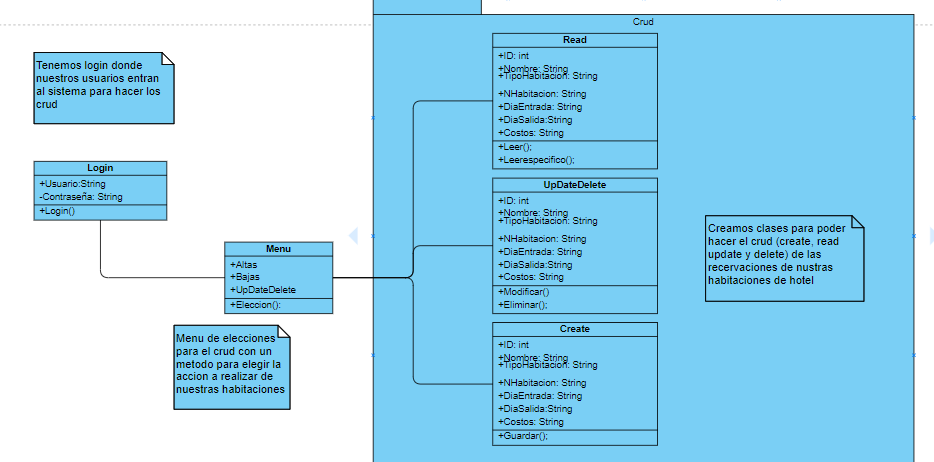 Crud
Tenemos login donde
nuestros usuarios entran
al sistema para hacer los
crud
Login
+Usuario:String
-Contraseña: String
+Login()
Menu
+Altas
+Bajas
+UpDateDelete
+Eleccion();
Menu de elecciones
para el crud con un
metodo para elegir la
accion a realizar de
nuestras habitaciones
Read
+ID: int
+Nombre: String
+TipoHabitacion: String
+NHabitacion: String
+DiaEntrada: String
+DiaSalida:String
+Costos: String
+Leer();
+Leerespecifico();
UpDateDelete
+ID: int
+Nombre: String
+TipoHabitacion: String
+NHabitacion: String
+DiaEntrada: String
+DiaSalida:String
+Costos: String
+Modificar()
+Eliminar();
Create
+ID: int
+Nombre: String
+TipoHabitacion: String
+NHabitacion: String
+DiaEntrada: String
+DiaSalida:String
+Costos: String
+Guardar();
Creamos clases para poder
hacer el crud (create, read
update y delete) de las
recervaciones de nustras
habitaciones de hotel